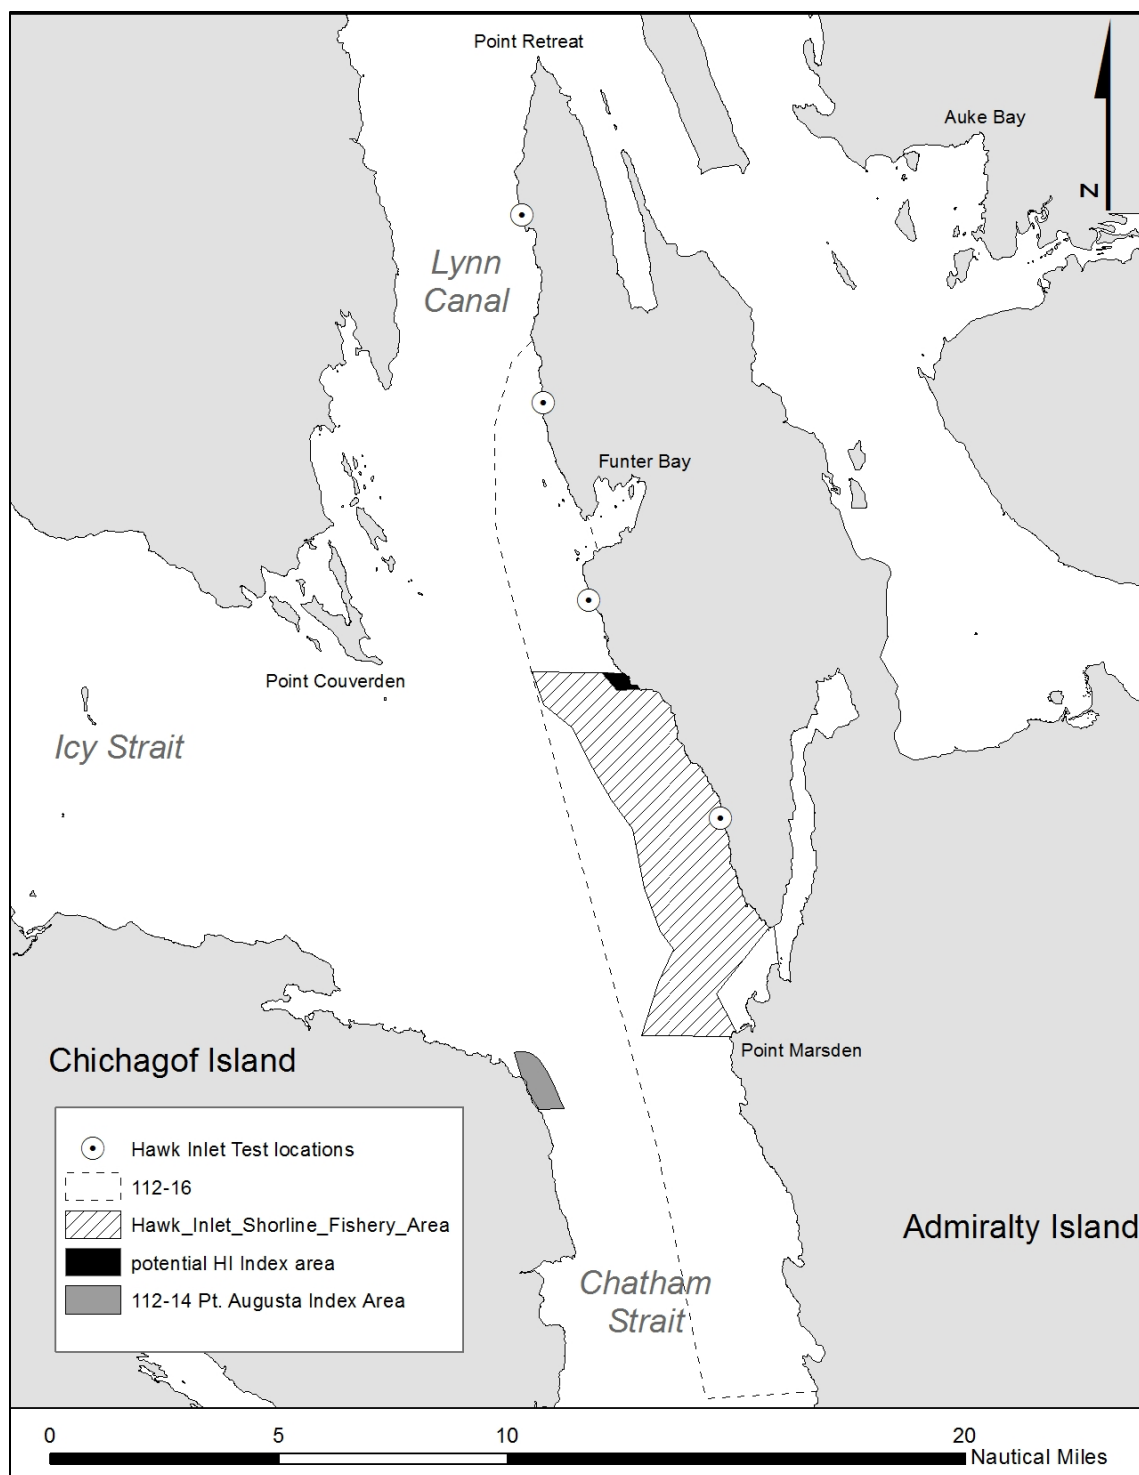 Point Retreat
Auke Bay
N
Lynn
Canal
Funter Bay
Point Couverden
Icy Strait
Chichagof Island
Point Marsden
Hawk Inlet Test locations
112-16
Hawk_Inlet_Shorline_Fishery_Area
potential HI Index area
112-14 Pt. Augusta Index Area
Admiralty Island
Chatham
Strait
0 5 10 20
Nautical Miles